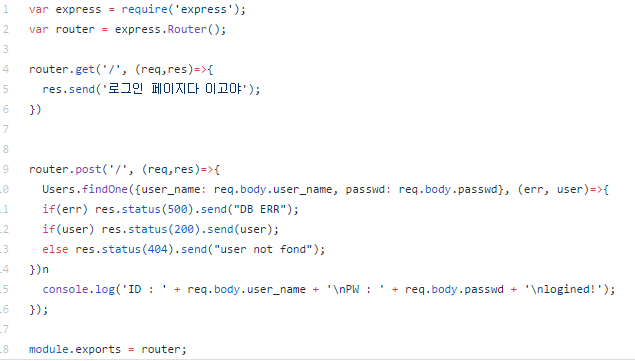 1 var express = require('express');
2 var router = express.Router();
3
4 router.get('/', (req,res)=>{
5 res.send('로그인 페이지다 이고야');
6 })
7
8
9 router.post('/', (req,res)=>{
10 Users.findOne({user_name: req.body.user_name, passwd: req.body.passwd}, (err, user)=>{
11 if(err) res.status(500).send("DB ERR");
12 if(user) res.status(200).send(user);
13 else res.status(404).send("user not fond");
14 })n
15 console.log('ID : ' + req.body.user_name + '\nPW : ' + req.body.passwd + '\nlogined!');
16 });
17
18 module.exports = router;